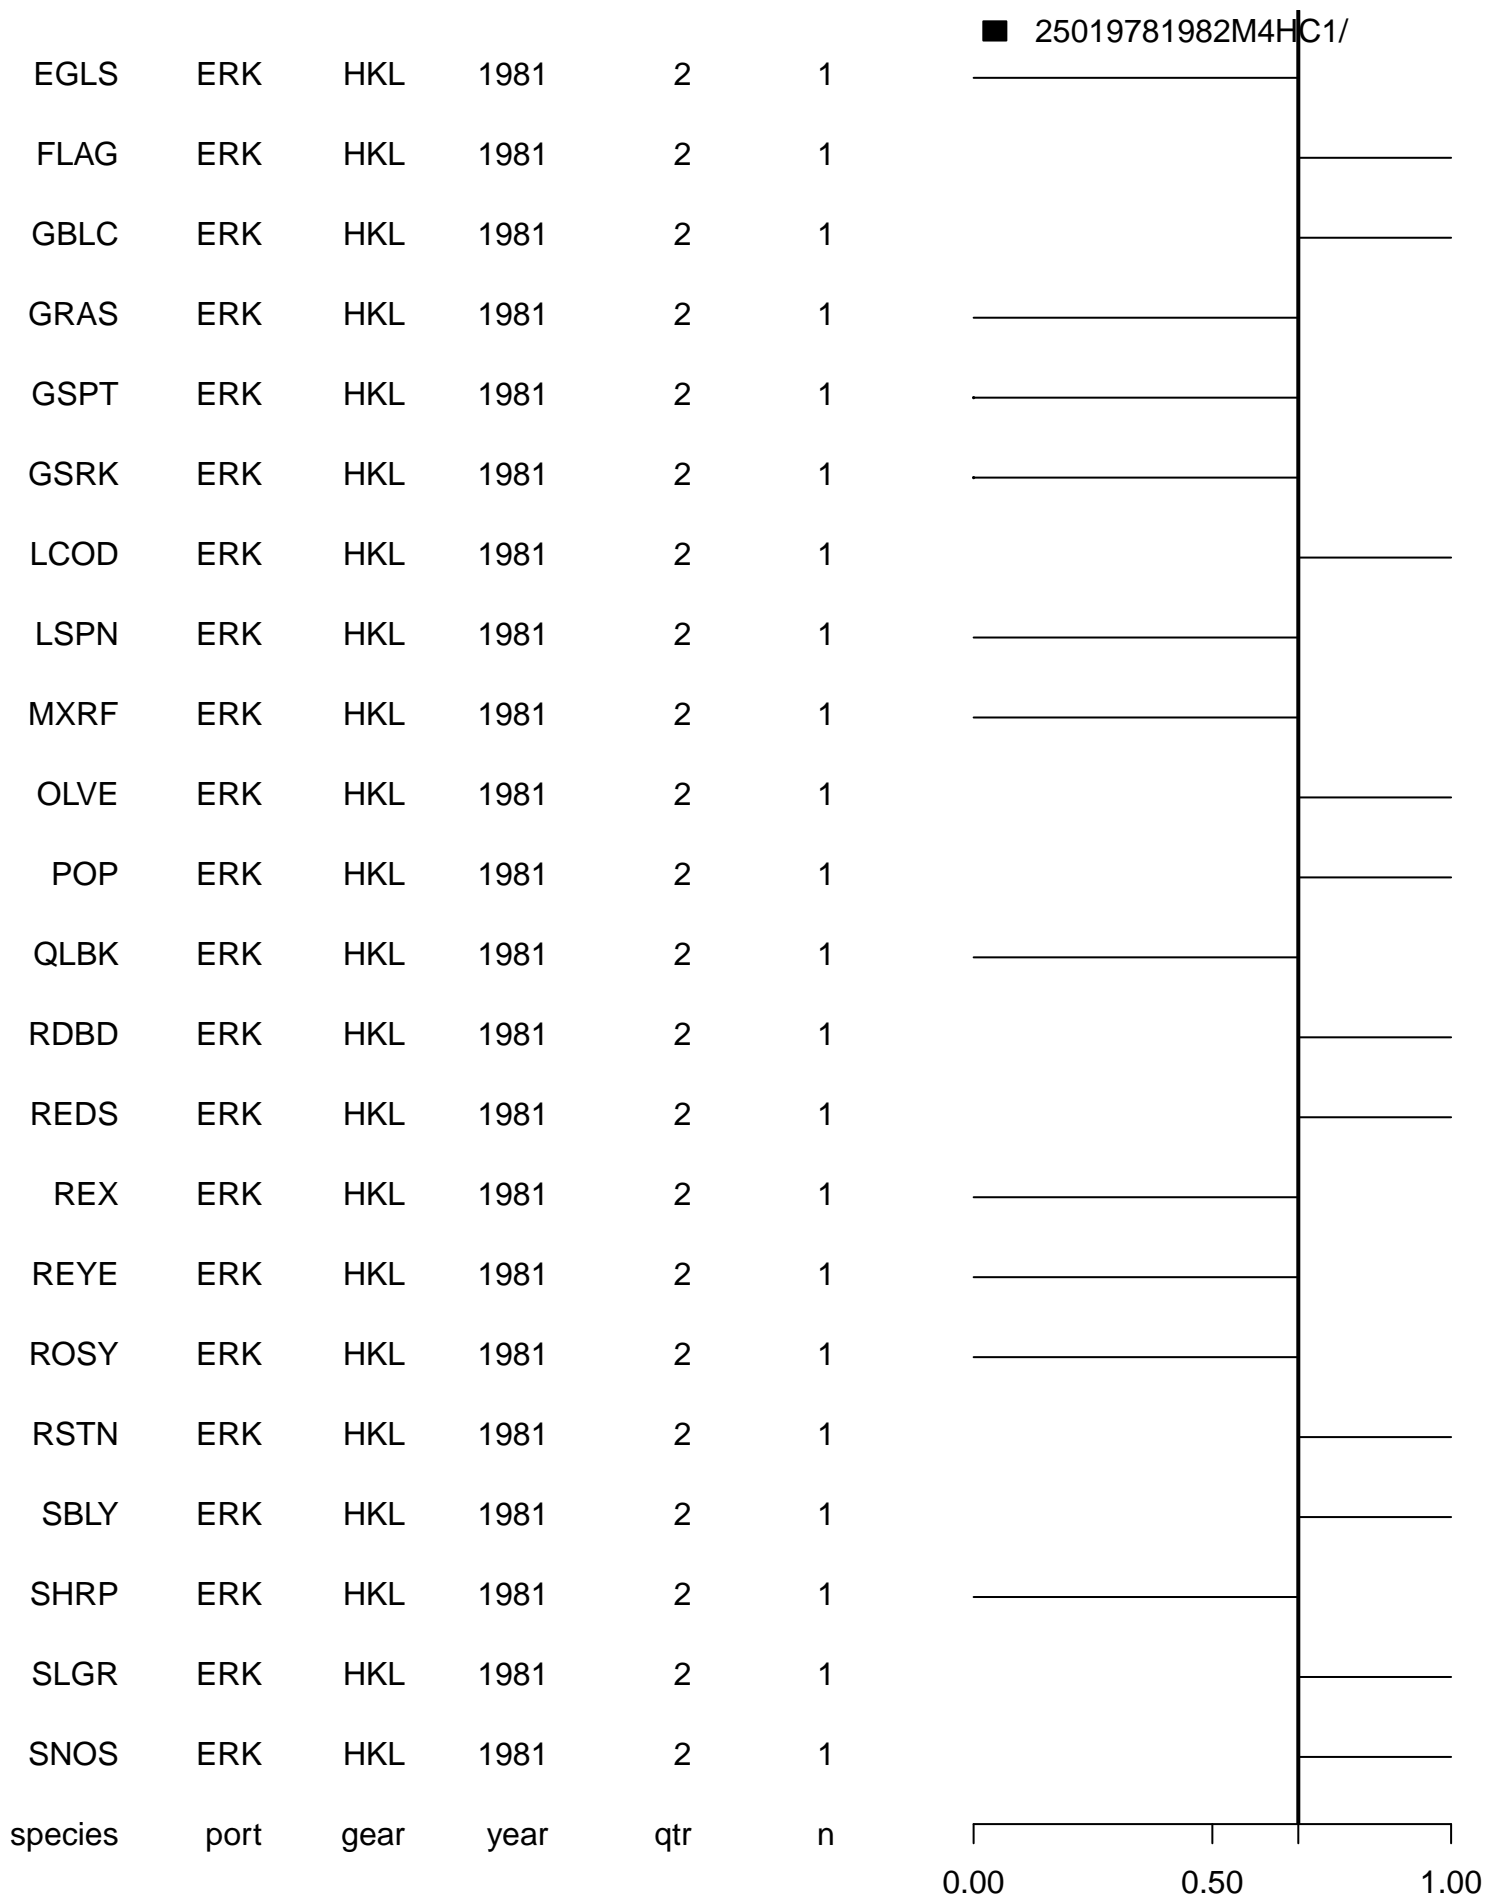 25019781982M4HC1/
EGLS ERK HKL 1981 2 1
FLAG ERK HKL 1981 2 1
GBLC ERK HKL 1981 2 1
GRAS ERK HKL 1981 2 1
GSPT ERK HKL 1981 2 1
GSRK ERK HKL 1981 2 1
LCOD ERK HKL 1981 2 1
LSPN ERK HKL 1981 2 1
MXRF ERK HKL 1981 2 1
OLVE ERK HKL 1981 2 1
POP ERK HKL 1981 2 1
QLBK ERK HKL 1981 2 1
RDBD ERK HKL 1981 2 1
REDS ERK HKL 1981 2 1
REX ERK HKL 1981 2 1
REYE ERK HKL 1981 2 1
ROSY ERK HKL 1981 2 1
RSTN ERK HKL 1981 2 1
SBLY ERK HKL 1981 2 1
SHRP ERK HKL 1981 2 1
SLGR ERK HKL 1981 2 1
SNOS ERK HKL 1981 2 1
species port gear year qtr n
0.00 0.50 1.00